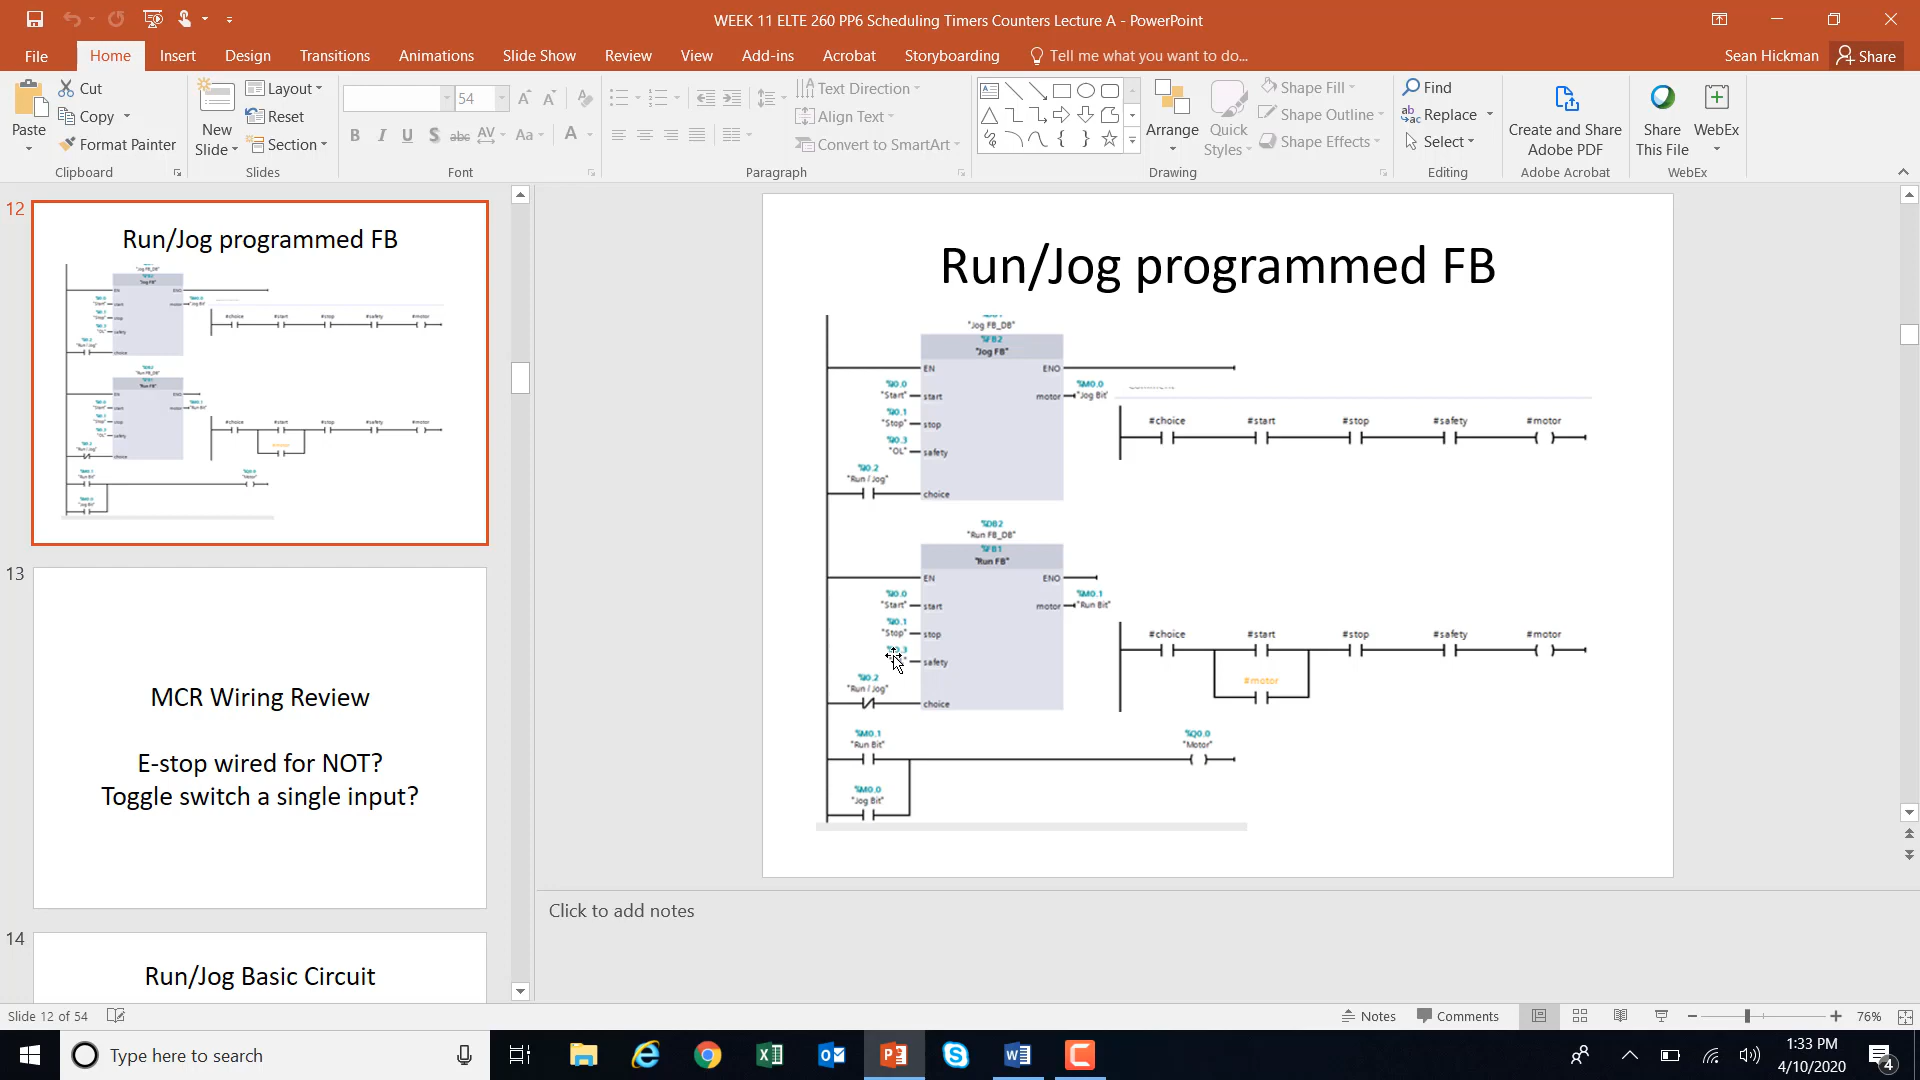 WEEK 11 ELTE 260 PP6 Scheduling Timers Counters Lecture A - PowerPoint
File Home Insert Design Transitions Animations Slide Show Review View Add-ins Acrobat Storyboarding Tell me what you want to do... Sean Hickman Share
Paste
Cut
Copy
Format Painter
Clipboard
New Slide
Layout
Reset
Section
Slides
54
Font
Text Direction
Align Text
Convert to SmartArt
Paragraph
Arrange
Quick Styles
Shape Fill
Shape Outline
Shape Effects
Drawing
Find
Replace
Select
Editing
Create and Share
Adobe PDF
Adobe Acrobat
Share
This File
WebEx
WebEx
12
Run/Jog programmed FB
13
MCR Wiring Review
E-stop wired for NOT?
Toggle switch a single input?
14
Run/Jog Basic Circuit
Run/Jog programmed FB
"Jog FB_DB"
%FB2
"Jog FB"
EN ENO
%I0.0
"Start" start
%M0.0
motor "Jog Bit"
%I0.1
"Stop" stop
%I0.3
"OL" safety
%I0.2
"Run / Jog"
choice
#choice #start #stop #safety #motor
%DB2
"Run FB_DB"
%FB1
"Run FB"
EN ENO
%I0.0
"Start" start
%M0.1
motor "Run Bit"
%I0.1
"Stop" stop
safety
%I0.2
"Run / Jog"
choice
#choice #start #stop #safety #motor
#motor
%M0.1
"Run Bit"
%Q0.0
"Motor"
%M0.0
"Jog Bit"
Click to add notes
Slide 12 of 54
Notes Comments 76%
Type here to search
1:33 PM
4/10/2020
4